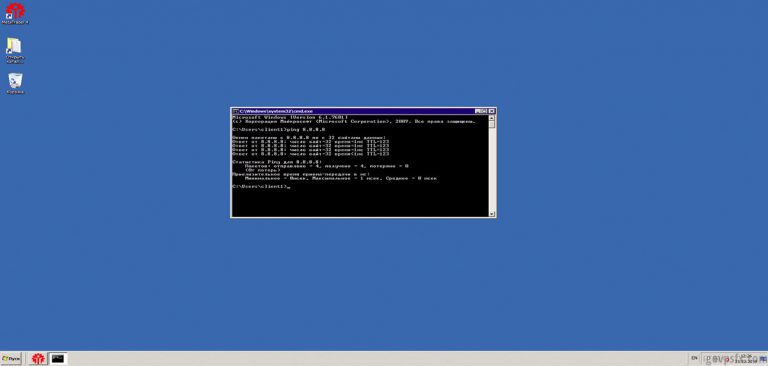 MetaTrader 4
Открыть
Корзина
C:\Windows\system32\cmd.exe
Microsoft Windows [Version 6.1.7601]
(c) Корпорация Майкрософт (Microsoft Corporation), 2009. Все права защищены.
C:\Users\client1>ping 8.8.8.8
Обмен пакетами с 8.8.8.8 по с 32 байтами данных:
Ответ от 8.8.8.8: число байт=32 время=1мс TTL=123
Ответ от 8.8.8.8: число байт=32 время=1мс TTL=123
Ответ от 8.8.8.8: число байт=32 время=1мс TTL=123
Ответ от 8.8.8.8: число байт=32 время<1мс TTL=123
Статистика Ping для 8.8.8.8:
Пакетов: отправлено = 4, получено = 4, потеряно = 0
(0% потерь)
Приблизительное время приема-передачи в мс:
Минимальное = 0мсек, Максимальное = 1 мсек, Среднее = 0 мсек
C:\Users\client1>_
Пуск
EN